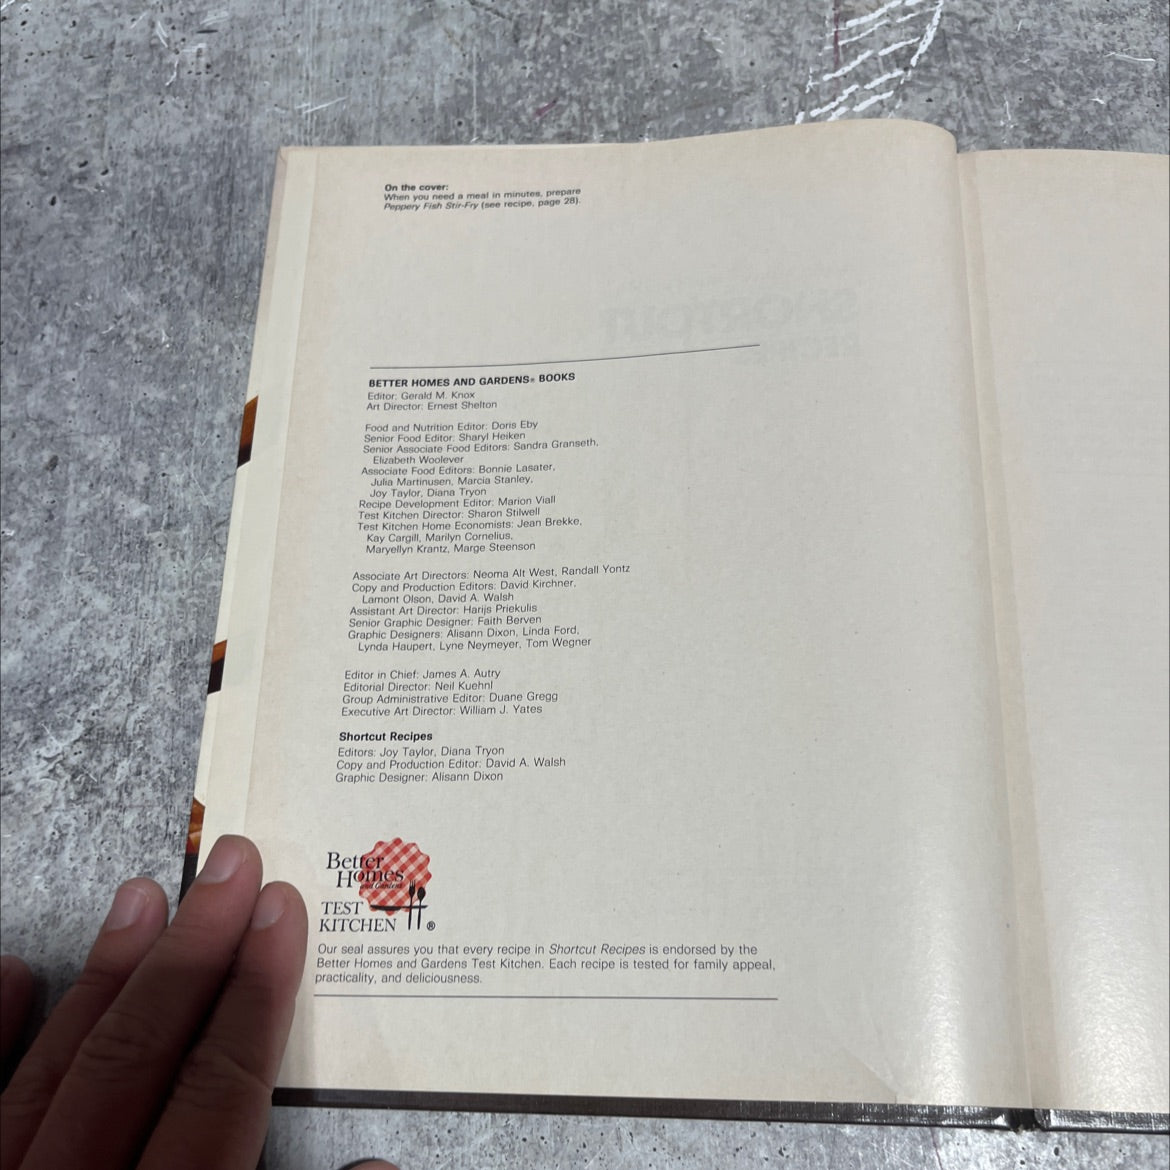 On the cover:
When you need a meal in minutes, prepare
Peppery Fish Stir-Fry (see recipe, page 28).
SHORTCUT
BETTER HOMES AND GARDENS® BOOKS
Editor: Gerald M. Knox
Art Director: Ernest Shelton
Food and Nutrition Editor: Doris Eby
Senior Food Editor: Sharyl Heiken
Senior Associate Food Editors: Sandra Granseth,
Elizabeth Woolever
Associate Food Editors: Bonnie Lasater,
Julia Martinusen, Marcia Stanley,
Joy Taylor, Diana Tryon
Recipe Development Editor: Marion Viall
Test Kitchen Director: Sharon Stilwell
Test Kitchen Home Economists: Jean Brekke,
Kay Cargill, Marilyn Cornelius,
Maryellyn Krantz, Marge Steenson
Associate Art Directors: Neoma Alt West, Randall Yontz
Copy and Production Editors: David Kirchner,
Lamont Olson, David A. Walsh
Assistant Art Director: Harijs Priekulis
Senior Graphic Designer: Faith Berven
Graphic Designers: Alisann Dixon, Linda Ford,
Lynda Haupert, Lyne Neymeyer, Tom Wegner
Editor in Chief: James A. Autry
Editorial Director: Neil Kuehnl
Group Administrative Editor: Duane Gregg
Executive Art Director: William J. Yates
Shortcut Recipes
Editors: Joy Taylor, Diana Tryon
Copy and Production Editor: David A. Walsh
Graphic Designer: Alisann Dixon
Better
Homes
and Gardens
TEST
KITCHEN ®
Our seal assures you that every recipe in Shortcut Recipes is endorsed by the
Better Homes and Gardens Test Kitchen. Each recipe is tested for family appeal,
practicality, and deliciousness.